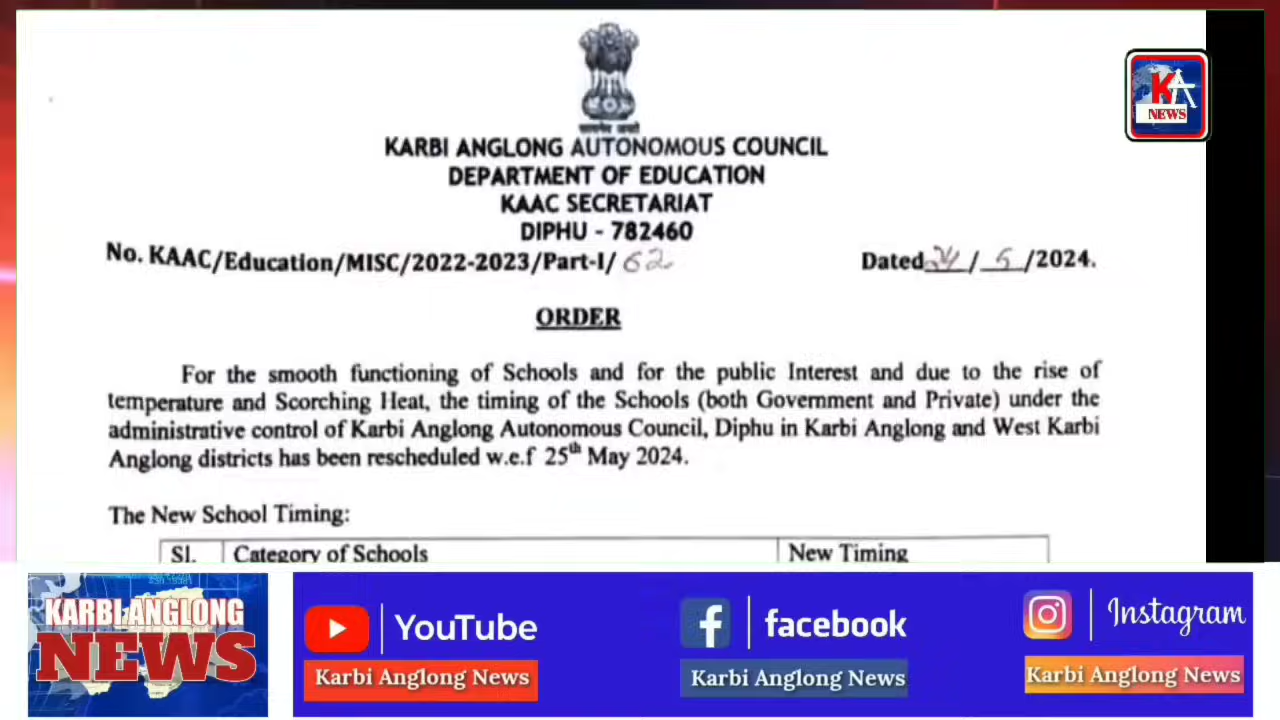 KARBI ANGLONG AUTONOMOUS COUNCIL
DEPARTMENT OF EDUCATION
KAAC SECRETARIAT
DIPHU - 782460
No. KAAC/Education/MISC/2022-2023/Part-I/ 62
Dated 24/ 5 /2024.
ORDER
For the smooth functioning of Schools and for the public Interest and due to the rise of
temperature and Scorching Heat, the timing of the Schools (both Government and Private) under the
administrative control of Karbi Anglong Autonomous Council, Diphu in Karbi Anglong and West Karbi
Anglong districts has been rescheduled w.e.f 25th May 2024.
The New School Timing:
Sl. Category of Schools New Timing
KA
NEWS
KARBI ANGLONG
NEWS
YouTube
Karbi Anglong News
facebook
Karbi Anglong News
Instagram
Karbi Anglong News